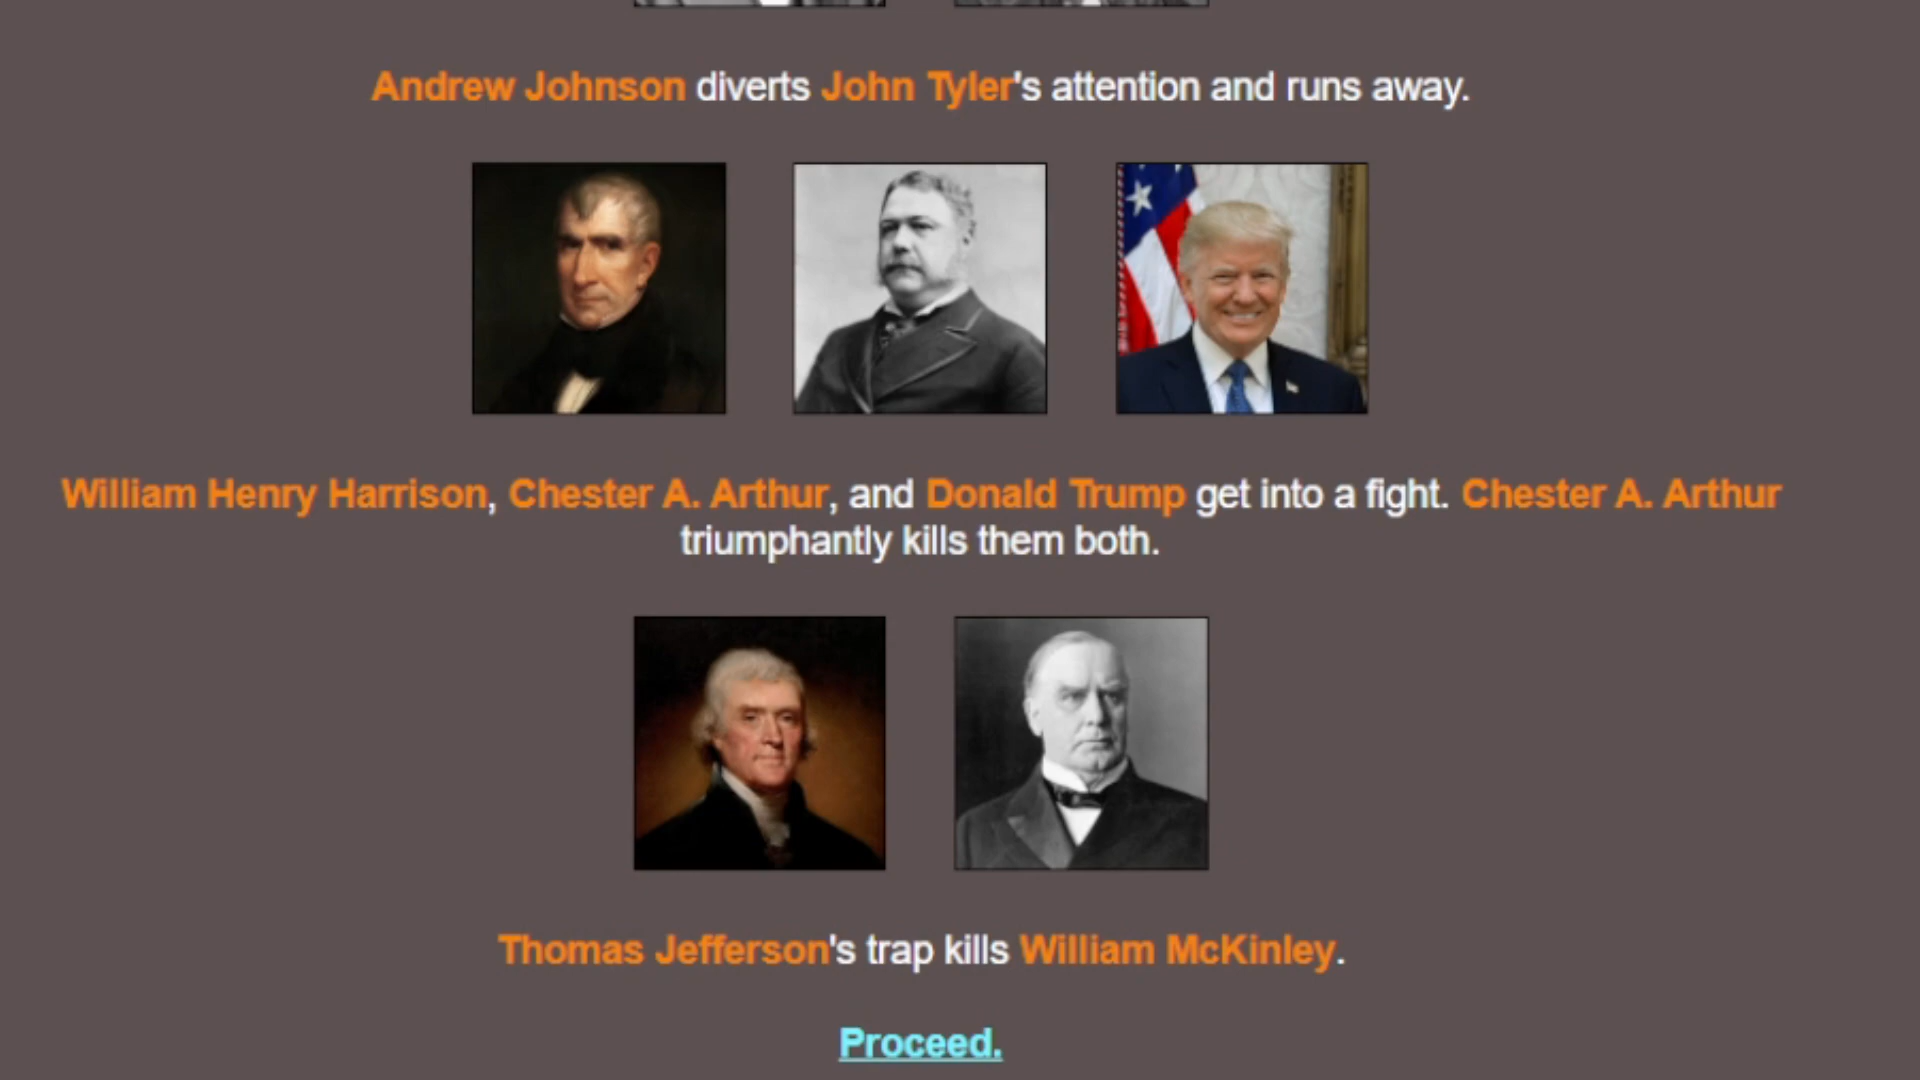 Andrew Johnson diverts John Tyler's attention and runs away.
William Henry Harrison, Chester A. Arthur, and Donald Trump get into a fight. Chester A. Arthur
triumphantly kills them both.
Thomas Jefferson's trap kills William McKinley.
Proceed.